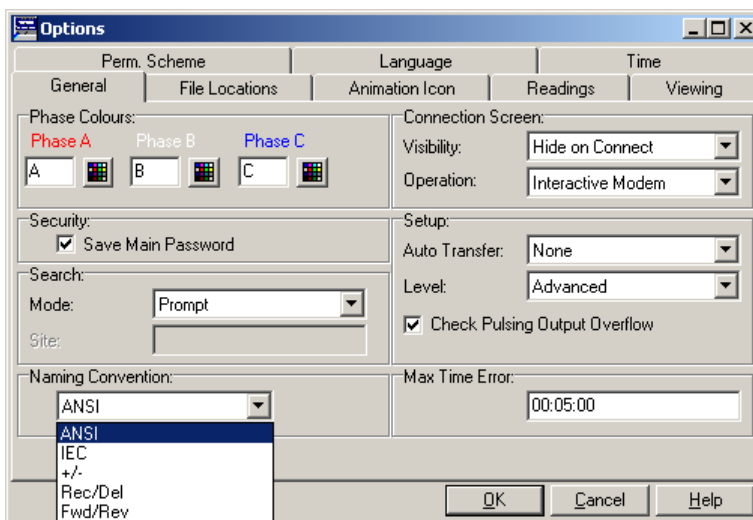 Options
Perm. Scheme Language Time
General File Locations Animation Icon Readings Viewing
Phase Colours:
Phase A Phase B Phase C
A B C
Connection Screen:
Visibility: Hide on Connect
Operation: Interactive Modem
Security:
Save Main Password
Setup:
Auto Transfer: None
Level: Advanced
Check Pulsing Output Overflow
Search:
Mode: Prompt
Site:
Naming Convention:
ANSI
ANSI
IEC
+/-
Rec/Del
Fwd/Rev
Max Time Error:
00:05:00
OK Cancel Help